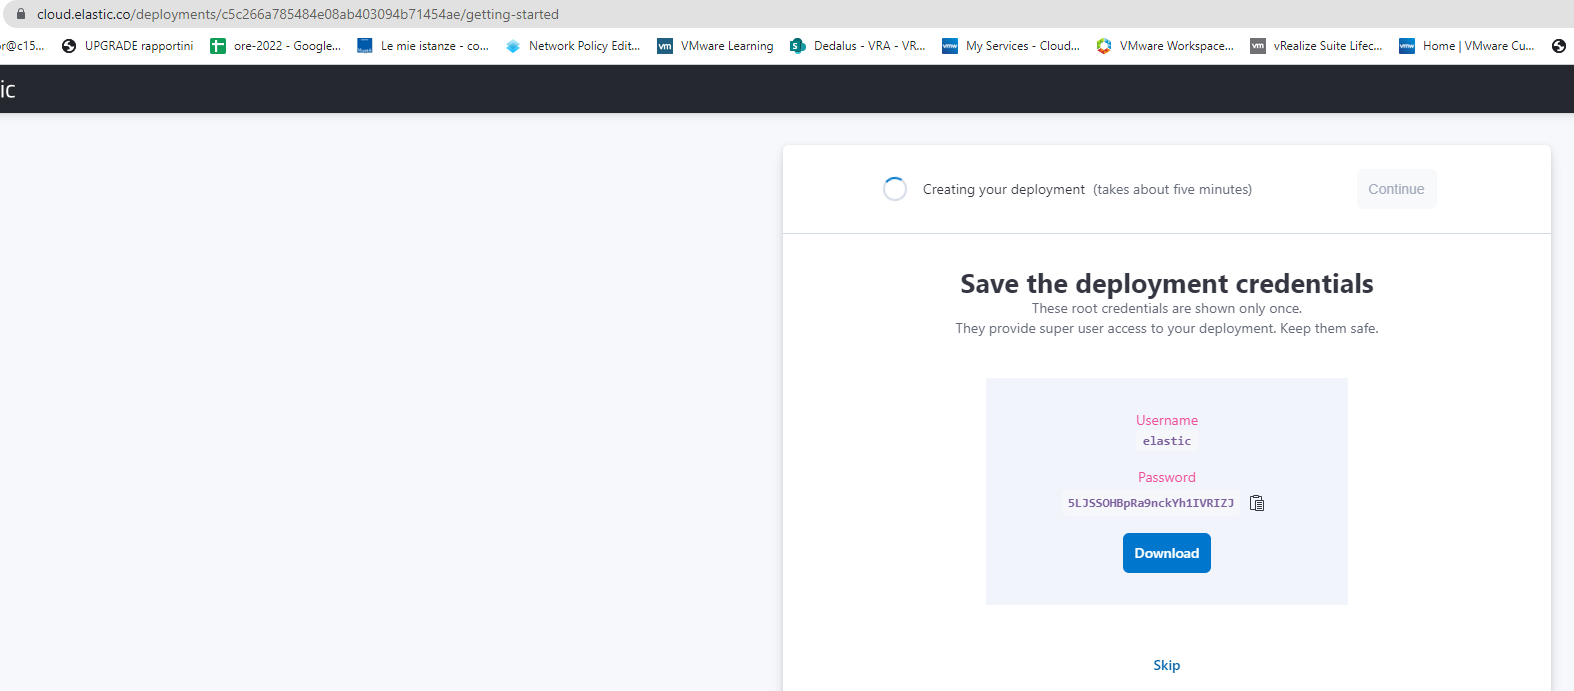 cloud.elastic.co/deployments/c5c266a785484e08ab403094b71454ae/getting-started
or@c15... UPGRADE rapportini ore-2022 - Google... Le mie istanze - co... Network Policy Edit... VMware Learning Dedalus - VRA - VR... My Services - Cloud... VMware Workspace... vRealize Suite Lifec... Home | VMware Cu...
ic
Creating your deployment (takes about five minutes) Continue
Save the deployment credentials
These root credentials are shown only once.
They provide super user access to your deployment. Keep them safe.
Username
elastic
Password
5LJSSOHBpRa9nckYh1IVRIZJ
Download
Skip